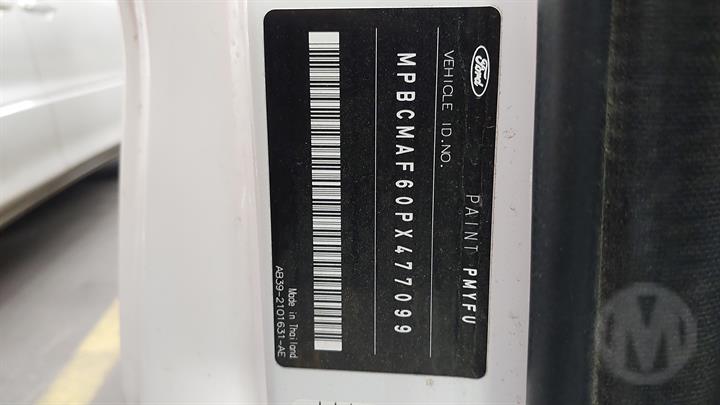 Ford
PAINT PMYFU
VEHICLE ID.NO.
MPBCMAF60PX477099
Made in Thailand
AB39-2101631-AE
M